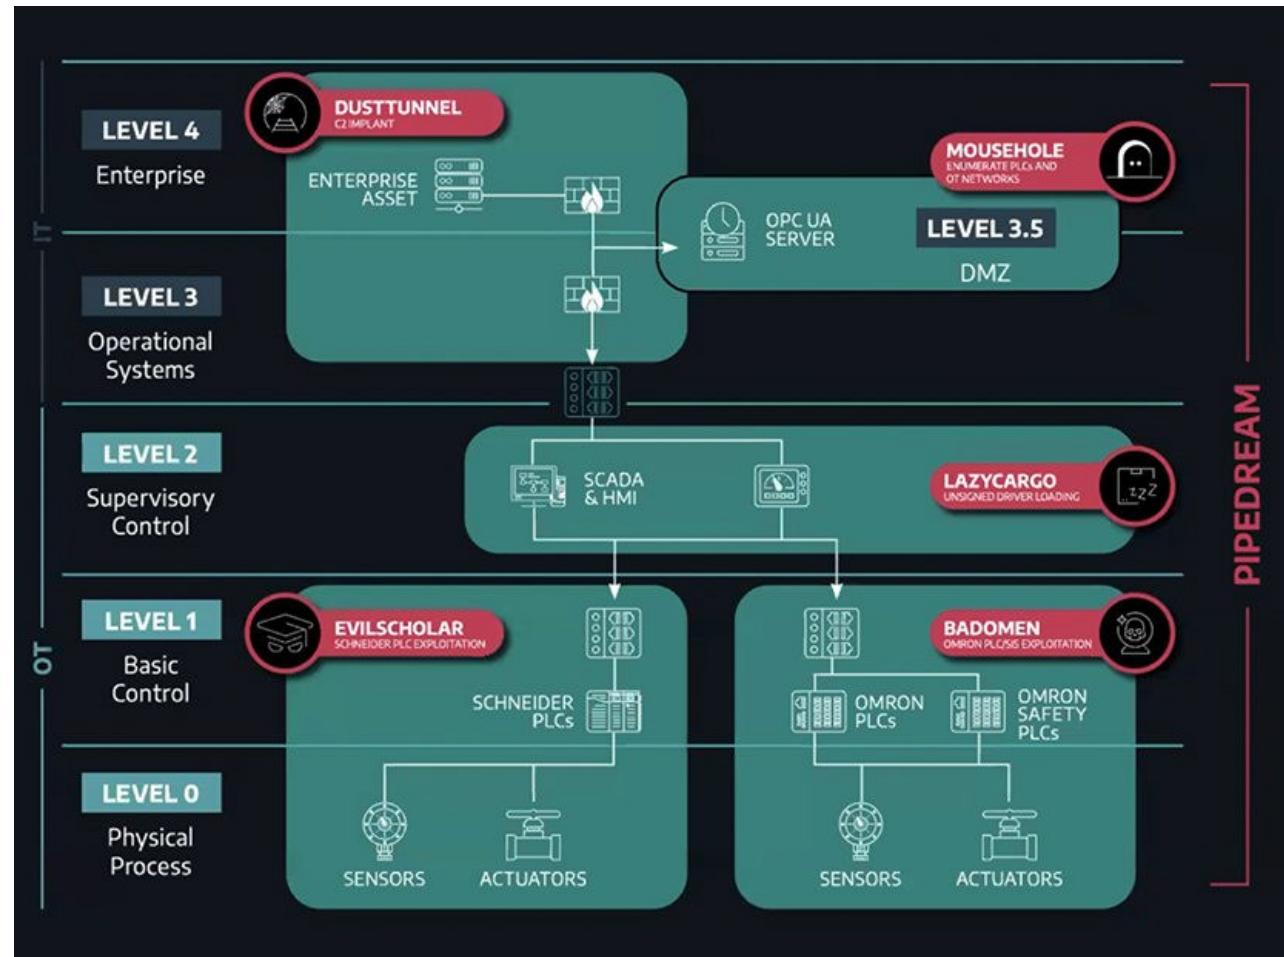 DUSTTUNNEL
C2 IMPLANT
LEVEL 4
Enterprise
ENTERPRISE
ASSET
MOUSEHOLE
ENUMERATE PLCs AND
OT NETWORKS
OPC UA
SERVER
LEVEL 3.5
DMZ
IT
LEVEL 3
Operational
Systems
LEVEL 2
Supervisory
Control
SCADA
& HMI
LAZYCARGO
UNSIGNED DRIVER LOADING
zzZ
PIPEDREAM
OT
LEVEL 1
Basic
Control
EVILSCHOLAR
SCHNEIDER PLC EXPLOITATION
SCHNEIDER
PLCs
BADOMEN
OMRON PLC/SIS EXPLOITATION
OMRON
PLCs
OMRON
SAFETY
PLCs
LEVEL 0
Physical
Process
SENSORS
ACTUATORS
SENSORS
ACTUATORS